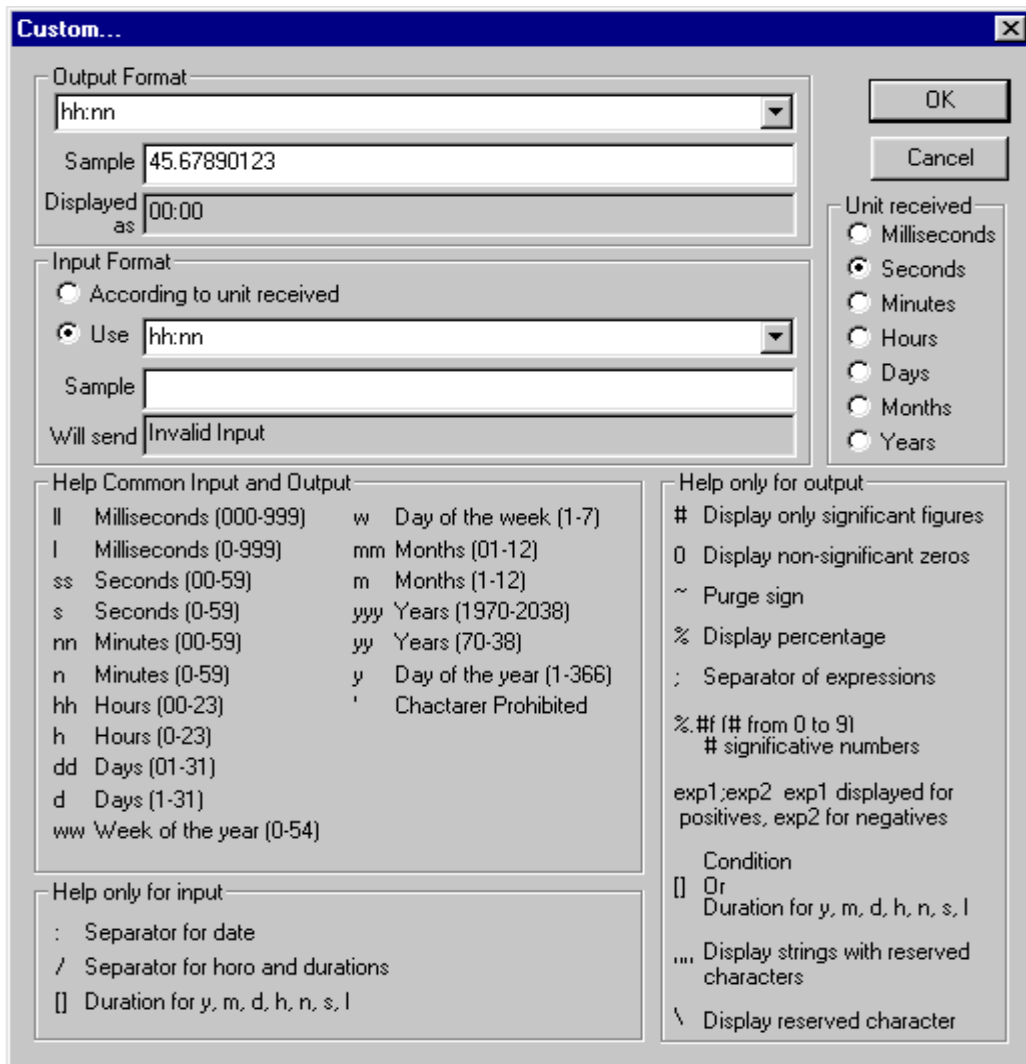 Custom...
Output Format
hh:nn
Sample 45.67890123
Displayed as 00:00
OK
Cancel
Input Format
According to unit received
Use hh:nn
Sample
Will send Invalid Input
Unit received
Milliseconds
Seconds
Minutes
Hours
Days
Months
Years
Help Common Input and Output
ll Milliseconds (000-999)
l Milliseconds (0-999)
ss Seconds (00-59)
s Seconds (0-59)
nn Minutes (00-59)
n Minutes (0-59)
hh Hours (00-23)
h Hours (0-23)
dd Days (01-31)
d Days (1-31)
ww Week of the year (0-54)
w Day of the week (1-7)
mm Months (01-12)
m Months (1-12)
yyy Years (1970-2038)
yy Years (70-38)
y Day of the year (1-366)
' Chactarer Prohibited
Help only for input
: Separator for date
/ Separator for horo and durations
[] Duration for y, m, d, h, n, s, l
Help only for output
# Display only significant figures
0 Display non-significant zeros
~ Purge sign
% Display percentage
; Separator of expressions
%.#f (# from 0 to 9)
# significative numbers
exp1;exp2 exp1 displayed for
positives, exp2 for negatives
Condition
[] Or
Duration for y, m, d, h, n, s, l
,,,, Display strings with reserved
characters
\ Display reserved character